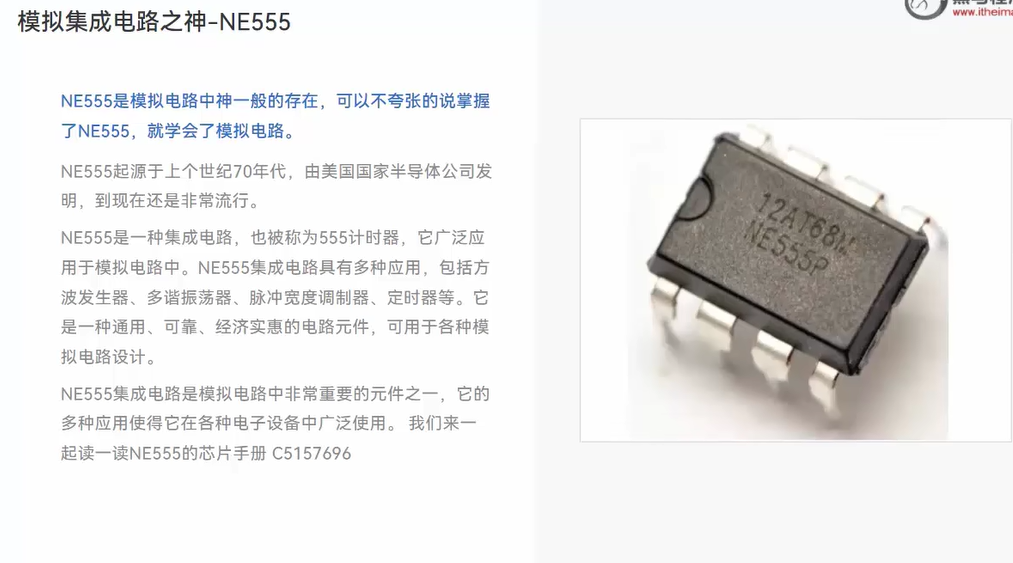 模拟集成电路之神-NE555
www.itheima
NE555是模拟电路中神一般的存在，可以不夸张的说掌握
了NE555，就学会了模拟电路。
NE555起源于上个世纪70年代，由美国国家半导体公司发
明，到现在还是非常流行。
NE555是一种集成电路，也被称为555计时器，它广泛应
用于模拟电路中。NE555集成电路具有多种应用，包括方
波发生器、多谐振荡器、脉冲宽度调制器、定时器等。它
是一种通用、可靠、经济实惠的电路元件，可用于各种模
拟电路设计。
NE555集成电路是模拟电路中非常重要的元件之一，它的
多种应用使得它在各种电子设备中广泛使用。 我们来一
起读一读NE555的芯片手册 C5157696
12AT68M
NE555P